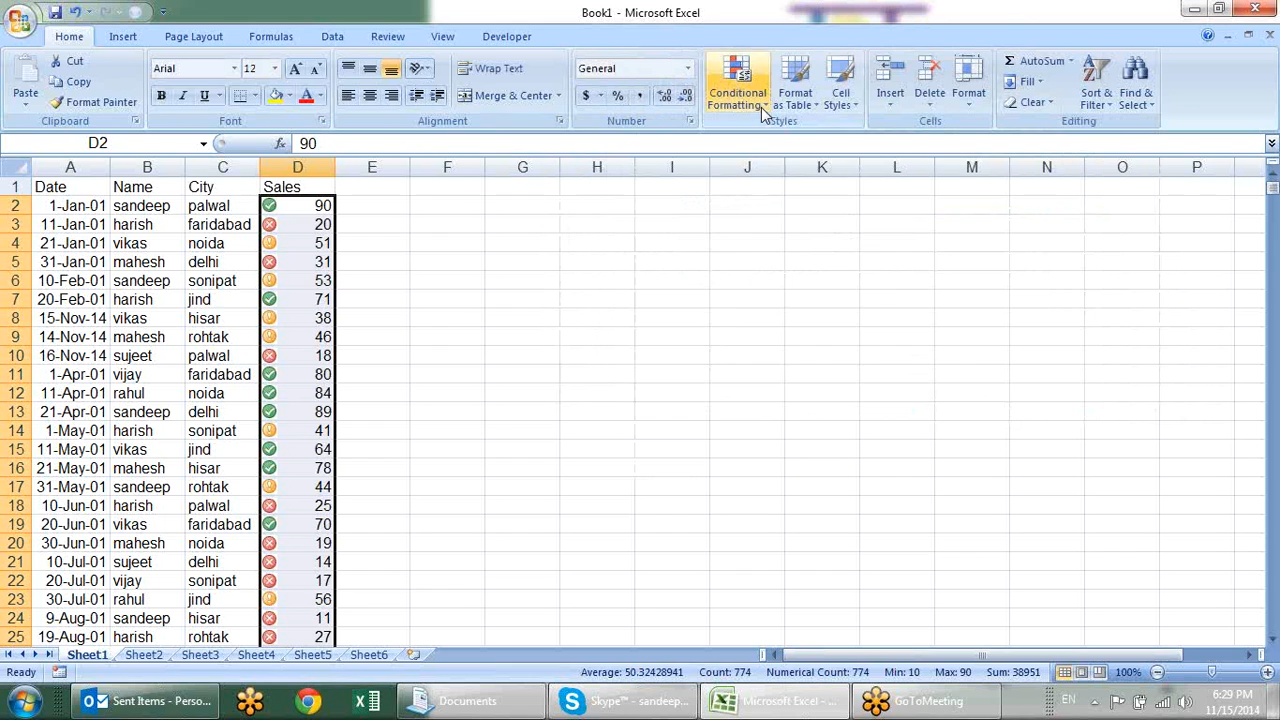 Book1 - Microsoft Excel
Home Insert Page Layout Formulas Data Review View Developer
Paste Cut Copy Format Painter Clipboard
Arial 12 B I U A Font
Wrap Text Merge & Center Alignment
General $ % , Number
Conditional Formatting Format as Table Cell Styles Styles
Insert Delete Format Cells
Σ AutoSum Fill Clear Sort & Filter Find & Select Editing
D2 fx 90
A B C D E F G H I J K L M N O P
1 Date Name City Sales
2 1-Jan-01 sandeep palwal 90
3 11-Jan-01 harish faridabad 20
4 21-Jan-01 vikas noida 51
5 31-Jan-01 mahesh delhi 31
6 10-Feb-01 sandeep sonipat 53
7 20-Feb-01 harish jind 71
8 15-Nov-14 vikas hisar 38
9 14-Nov-14 mahesh rohtak 46
10 16-Nov-14 sujeet palwal 18
11 1-Apr-01 vijay faridabad 80
12 11-Apr-01 rahul noida 84
13 21-Apr-01 sandeep delhi 89
14 1-May-01 harish sonipat 41
15 11-May-01 vikas jind 64
16 21-May-01 mahesh hisar 78
17 31-May-01 sandeep rohtak 44
18 10-Jun-01 harish palwal 25
19 20-Jun-01 vikas faridabad 70
20 30-Jun-01 mahesh noida 19
21 10-Jul-01 sujeet delhi 14
22 20-Jul-01 vijay sonipat 17
23 30-Jul-01 rahul jind 56
24 9-Aug-01 sandeep hisar 11
25 19-Aug-01 harish rohtak 27
Sheet1 Sheet2 Sheet3 Sheet4 Sheet5 Sheet6
Ready Average: 50.32428941 Count: 774 Numerical Count: 774 Min: 10 Max: 90 Sum: 38951 100%
Sent Items - Perso... Documents Skype™ - sandeep... Microsoft Excel - ... GoToMeeting EN 6:29 PM
11/15/2014